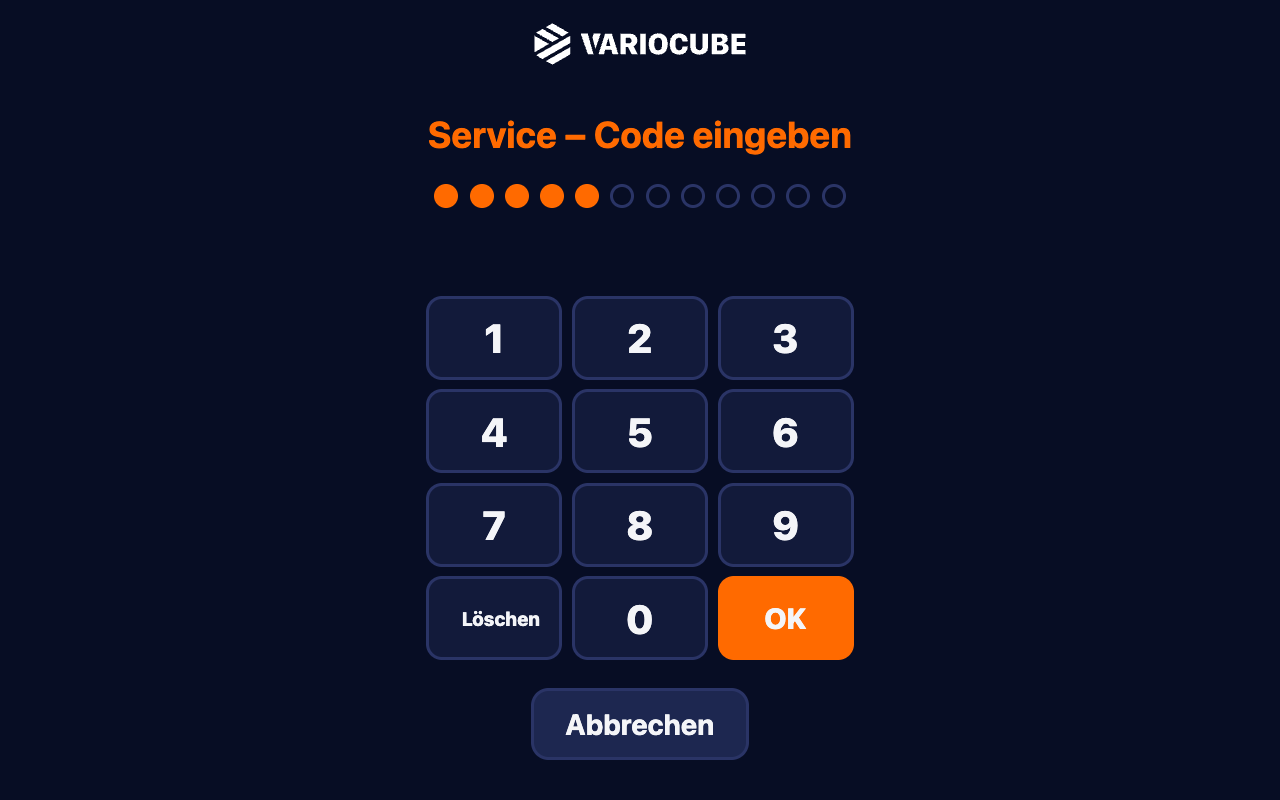 VARIOCUBE
Service – Code eingeben
1 2 3
4 5 6
7 8 9
Löschen 0 OK
Abbrechen